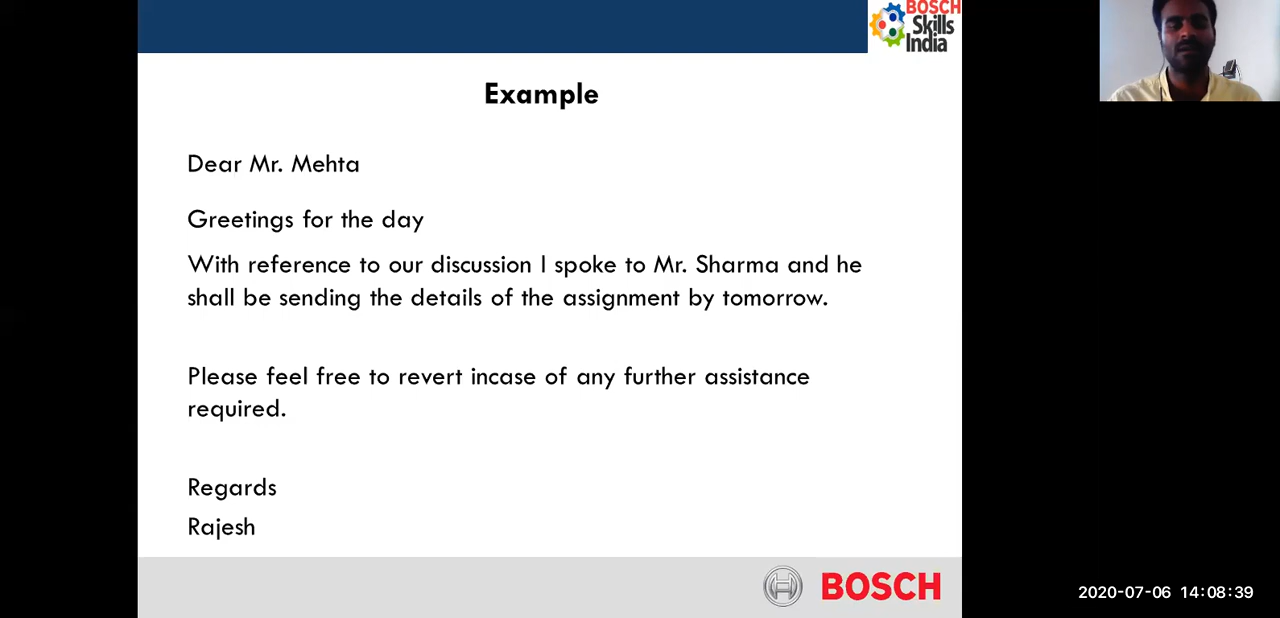 BOSCH
Skills
India
Example
Dear Mr. Mehta
Greetings for the day
With reference to our discussion I spoke to Mr. Sharma and he
shall be sending the details of the assignment by tomorrow.
Please feel free to revert incase of any further assistance
required.
Regards
Rajesh
BOSCH
2020-07-06 14:08:39